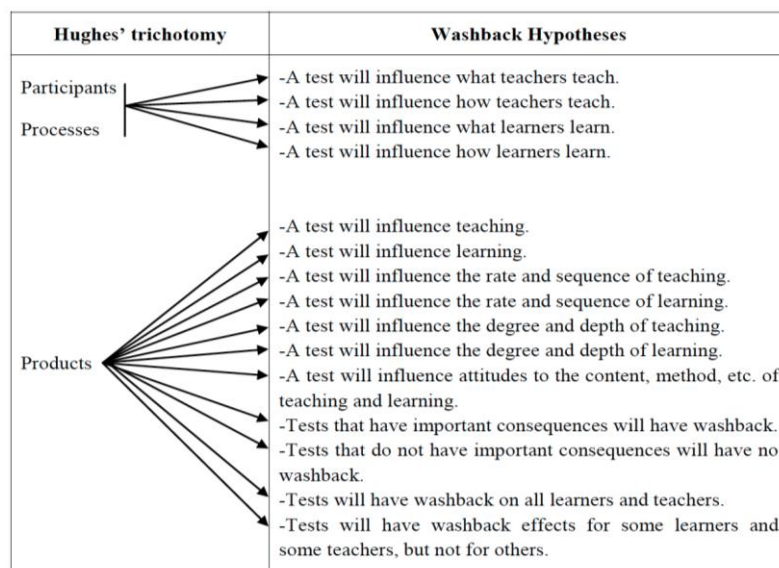 Hughes' trichotomy
Washback Hypotheses
Participants
Processes
-A test will influence what teachers teach.
-A test will influence how teachers teach.
-A test will influence what learners learn.
-A test will influence how learners learn.
Products
-A test will influence teaching.
-A test will influence learning.
-A test will influence the rate and sequence of teaching.
-A test will influence the rate and sequence of learning.
-A test will influence the degree and depth of teaching.
-A test will influence the degree and depth of learning.
-A test will influence attitudes to the content, method, etc. of
teaching and learning.
-Tests that have important consequences will have washback.
-Tests that do not have important consequences will have no
washback.
-Tests will have washback on all learners and teachers.
-Tests will have washback effects for some learners and
some teachers, but not for others.